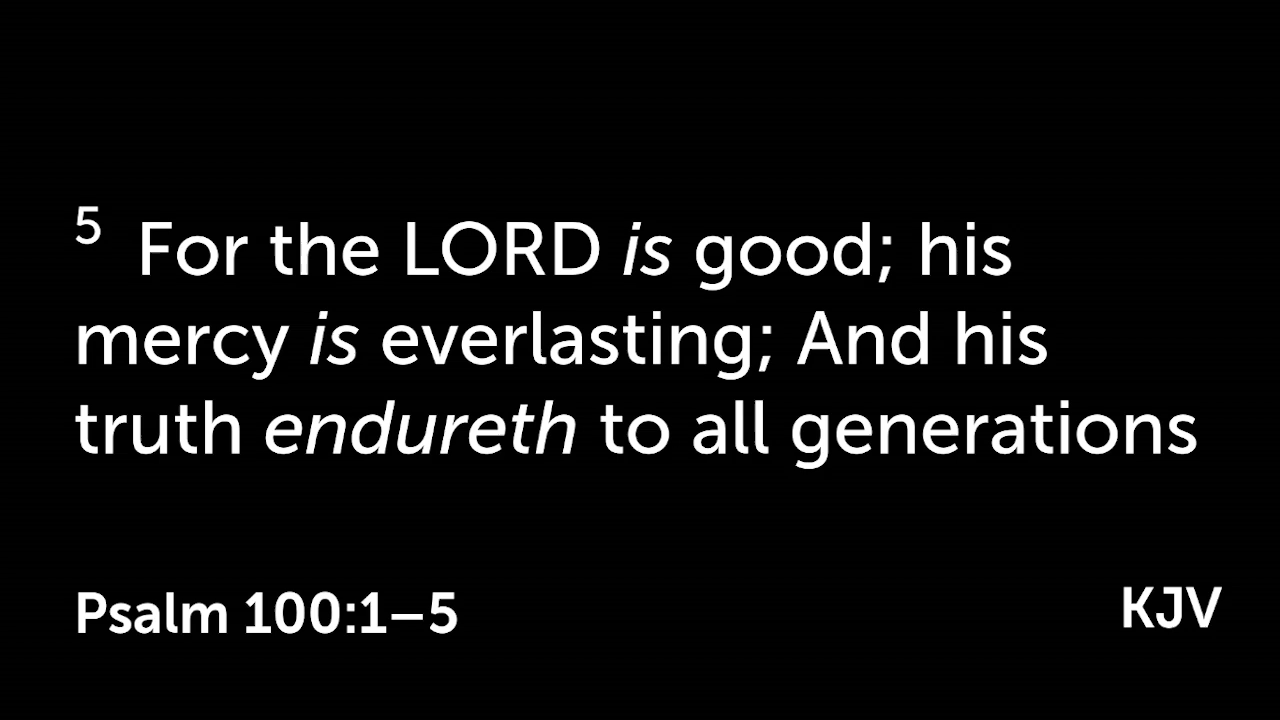 5 For the LORD is good; his
mercy is everlasting; And his
truth endureth to all generations
Psalm 100:1–5
KJV